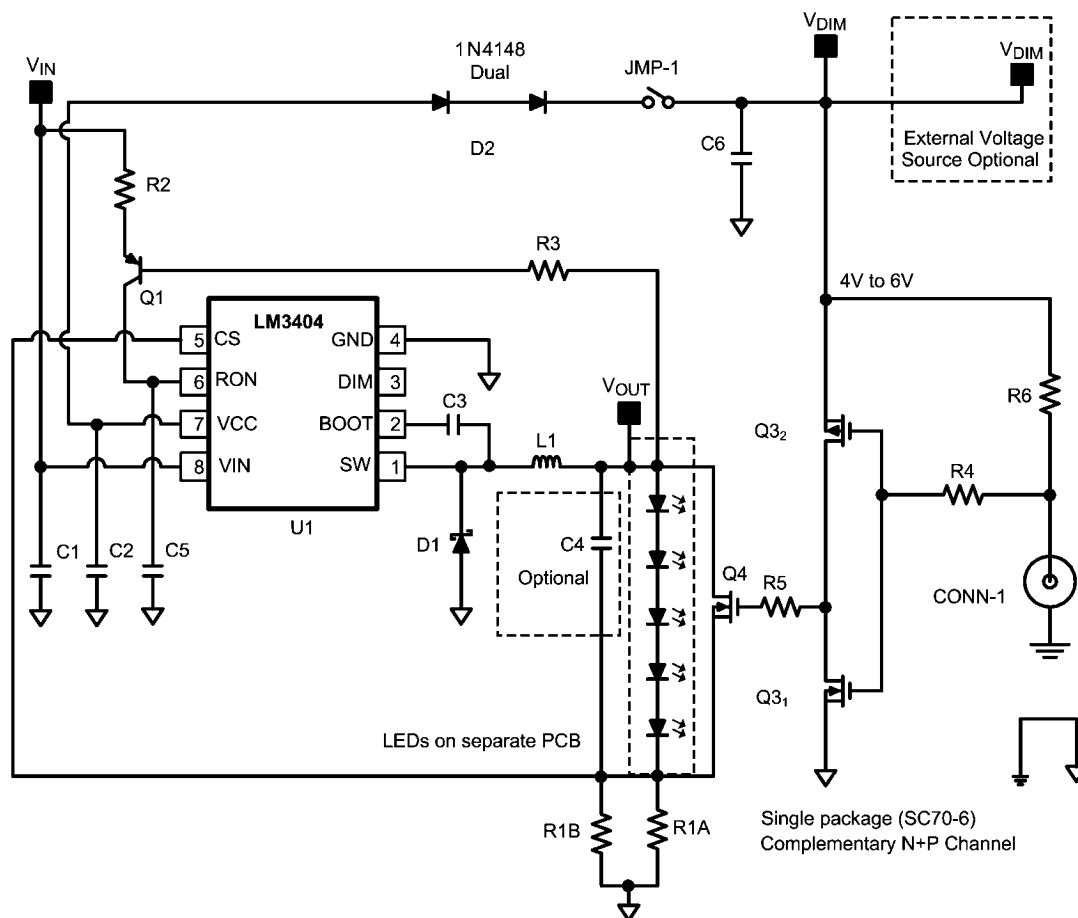 V_DIM
V_IN
1N4148
Dual
JMP-1
V_DIM
D2
C6
External Voltage
Source Optional
R2
R3
Q1
4V to 6V
LM3404
5 CS
GND 4
6 RON
DIM 3
7 VCC
BOOT 2
8 VIN
SW 1
U1
C3
V_OUT
L1
R6
Q3₂
R4
C1
C2
C5
D1
C4
Optional
Q4
R5
CONN-1
Q3₁
LEDs on separate PCB
R1B
R1A
Single package (SC70-6)
Complementary N+P Channel